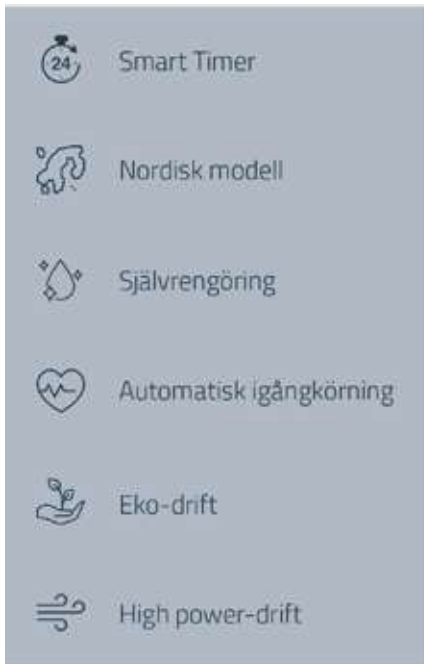 24
Smart Timer
Nordisk modell
Självrengöring
Automatisk igångkörning
Eko-drift
High power-drift